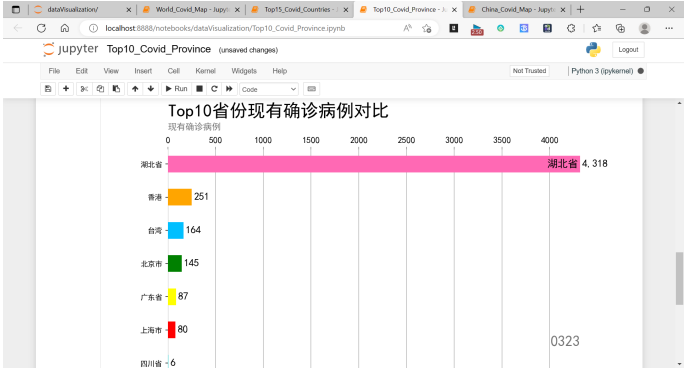 dataVisualization/
World_Covid_Map - Jupyt
Top15_Covid_Countries - J
Top10_Covid_Province - Ju
China_Covid_Map - Jupyte
localhost:8888/notebooks/dataVisualization/Top10_Covid_Province.ipynb
2.50
jupyter Top10_Covid_Province (unsaved changes)
Logout
File Edit View Insert Cell Kernel Widgets Help
Not Trusted
Python 3 (ipykernel)
Run
Code
Top10省份现有确诊病例对比
现有确诊病例
0 500 1000 1500 2000 2500 3000 3500 4000
湖北省 湖北省 4,318
香港 251
台湾 164
北京市 145
广东省 87
上海市 80
0323
四川省 6